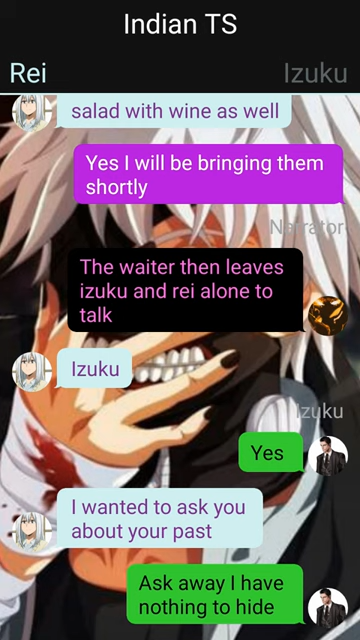 Indian TS
Rei
Izuku
salad with wine as well
Yes I will be bringing them
shortly
Narrator
The waiter then leaves
izuku and rei alone to
talk
Izuku
Izuku
Yes
I wanted to ask you
about your past
Ask away I have
nothing to hide